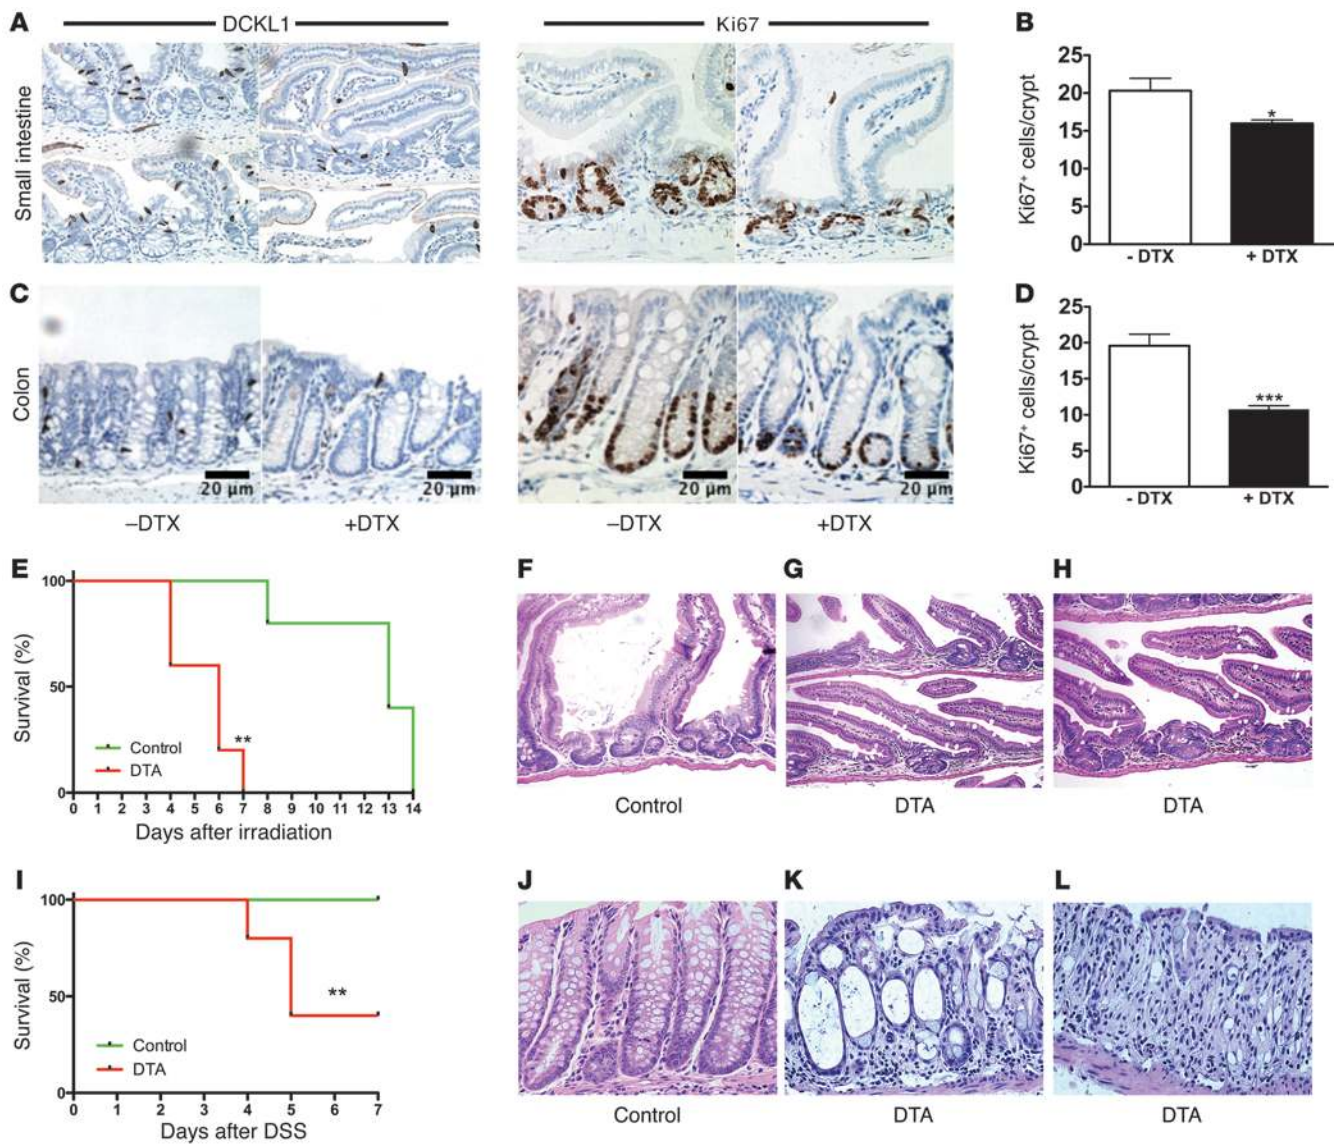 A
DCKL1
Ki67
B
Small intestine
Ki67⁺ cells/crypt
25
20
15
10
5
0
*
- DTX
+ DTX
C
Colon
20 µm
20 µm
20 µm
20 µm
–DTX
+DTX
–DTX
+DTX
D
Ki67⁺ cells/crypt
25
20
15
10
5
0
***
- DTX
+ DTX
E
Survival (%)
100
50
0
**
Control
DTA
0 1 2 3 4 5 6 7 8 9 10 11 12 13 14
Days after irradiation
F
Control
G
DTA
H
DTA
I
Survival (%)
100
50
0
**
Control
DTA
0 1 2 3 4 5 6 7
Days after DSS
J
Control
K
DTA
L
DTA